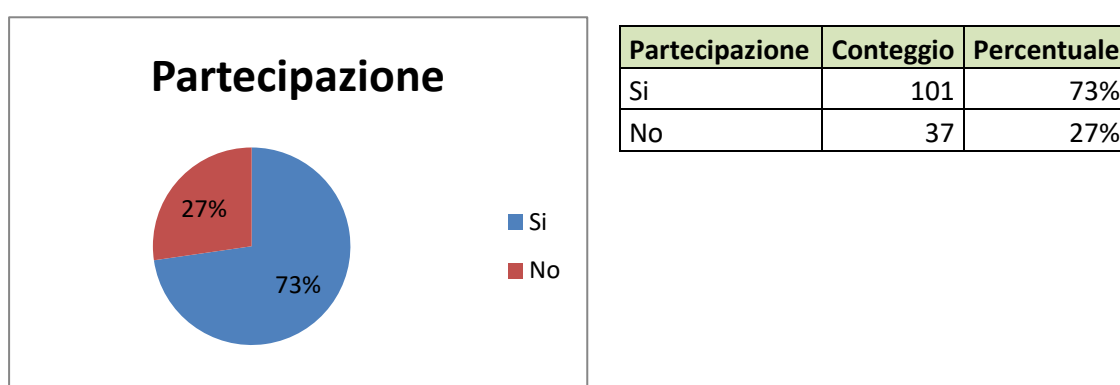 Partecipazione
27%
73%
Si
No
Partecipazione Conteggio Percentuale
Si 101 73%
No 37 27%